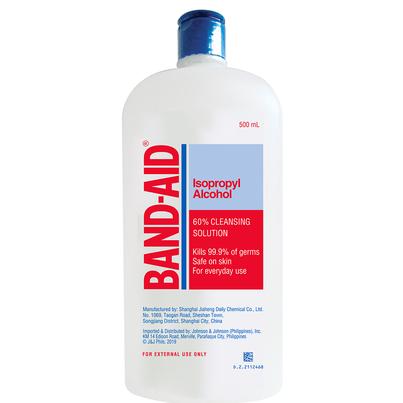 500 mL
BAND-AID®
Isopropyl
Alcohol
60% CLEANSING
SOLUTION
Kills 99.9% of germs
Safe on skin
For everyday use
Manufactured by: Shanghai Jiaheng Daily Chemical Co., Ltd.
No. 1069, Taogan Road, Sheshan Town,
Songjiang District, Shanghai City, China
Imported & Distributed by: Johnson & Johnson (Philippines), Inc.
KM 14 Edison Road, Merville, Parañaque City, Philippines
© J&J Phils. 2019
FOR EXTERNAL USE ONLY
D.2.2112468